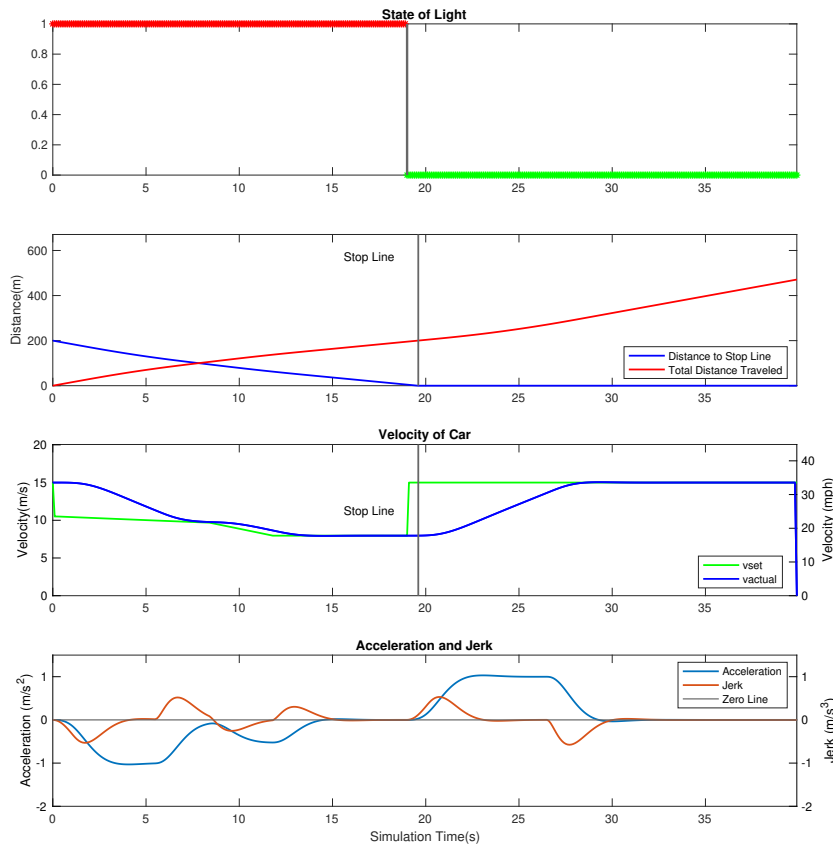 State of Light
1
0.8
0.6
0.4
0.2
0
0 5 10 15 20 25 30 35
Distance(m)
600
400
200
0
Stop Line
Distance to Stop Line
Total Distance Traveled
0 5 10 15 20 25 30 35
Velocity of Car
Velocity(m/s)
20
15
10
5
0
Stop Line
vset
vactual
40
30
20
10
0
Velocity (mph)
0 5 10 15 20 25 30 35
Acceleration and Jerk
Acceleration (m/s²)
1
0
-1
-2
Acceleration
Jerk
Zero Line
1
0
-1
-2
Jerk (m/s³)
0 5 10 15 20 25 30 35
Simulation Time(s)